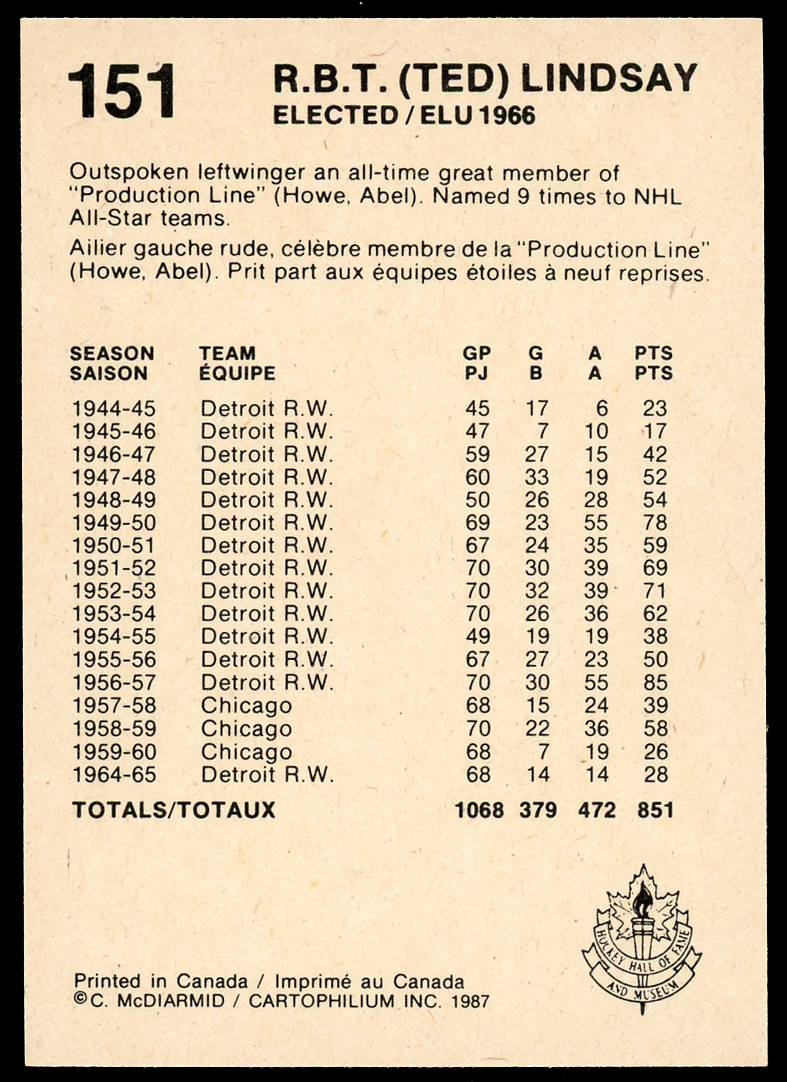 151
R.B.T. (TED) LINDSAY
ELECTED / ELU 1966
Outspoken leftwinger an all-time great member of
"Production Line" (Howe, Abel). Named 9 times to NHL
All-Star teams.
Ailier gauche rude, célèbre membre de la "Production Line"
(Howe, Abel). Prit part aux équipes étoiles à neuf reprises.
SEASON TEAM GP G A PTS
SAISON ÉQUIPE PJ B A PTS
1944-45 Detroit R.W. 45 17 6 23
1945-46 Detroit R.W. 47 7 10 17
1946-47 Detroit R.W. 59 27 15 42
1947-48 Detroit R.W. 60 33 19 52
1948-49 Detroit R.W. 50 26 28 54
1949-50 Detroit R.W. 69 23 55 78
1950-51 Detroit R.W. 67 24 35 59
1951-52 Detroit R.W. 70 30 39 69
1952-53 Detroit R.W. 70 32 39 71
1953-54 Detroit R.W. 70 26 36 62
1954-55 Detroit R.W. 49 19 19 38
1955-56 Detroit R.W. 67 27 23 50
1956-57 Detroit R.W. 70 30 55 85
1957-58 Chicago 68 15 24 39
1958-59 Chicago 70 22 36 58
1959-60 Chicago 68 7 19 26
1964-65 Detroit R.W. 68 14 14 28
TOTALS/TOTAUX 1068 379 472 851
HOCKEY HALL OF FAME
AND MUSEUM
Printed in Canada / Imprimé au Canada
©C. McDIARMID / CARTOPHILIUM INC. 1987